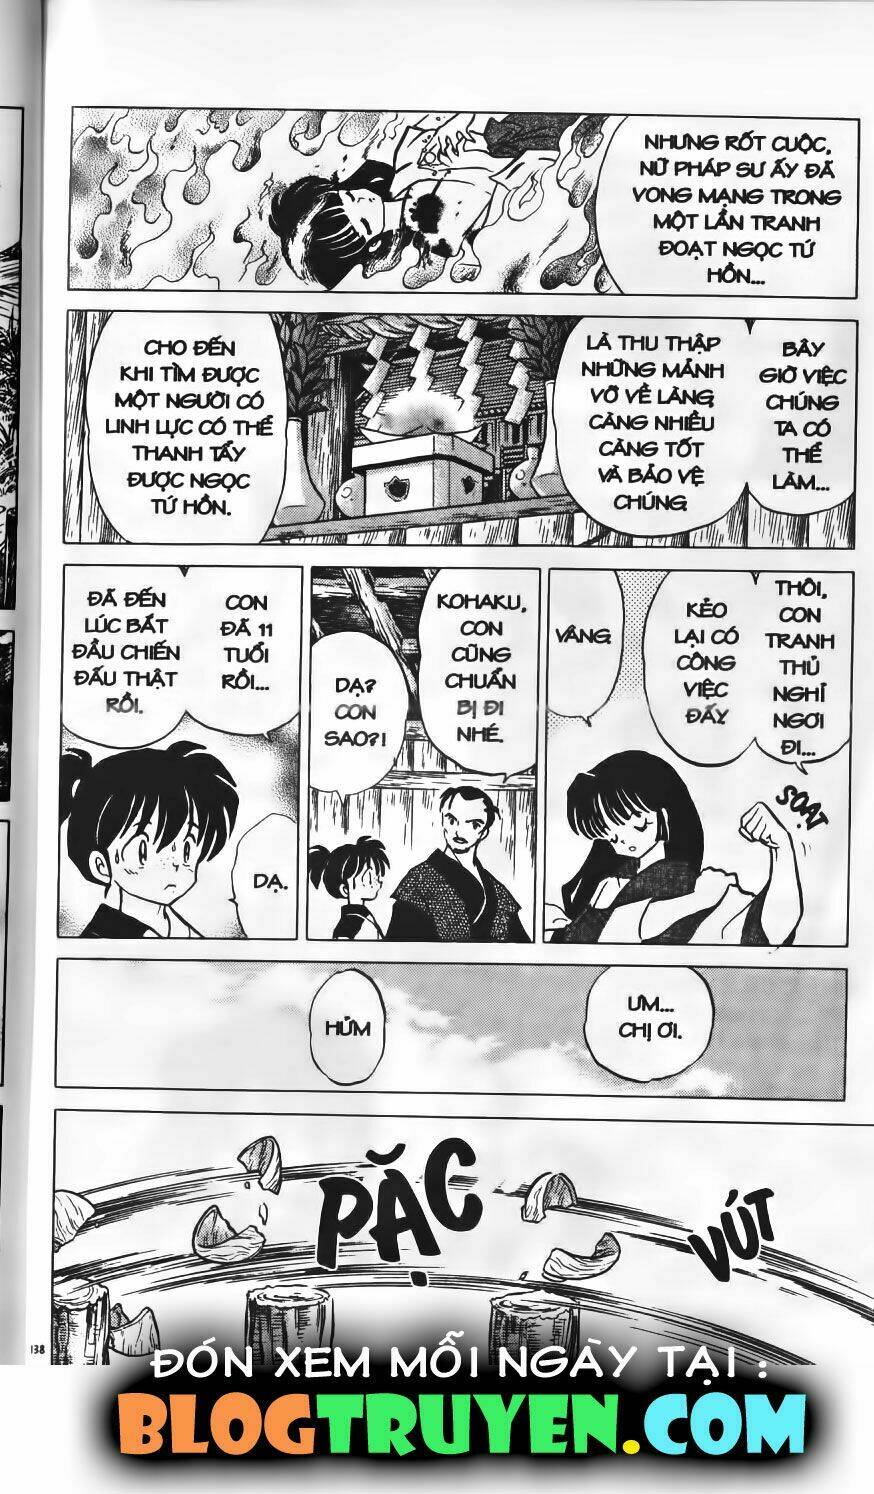 NHƯNG RỐT CUỘC,
NỮ PHÁP SƯ ẤY ĐÃ
VONG MẠNG TRONG
MỘT LẦN TRANH
ĐOẠT NGỌC TỨ
HỒN...
BÂY
GIỜ VIỆC
CHÚNG
TA CÓ
THỂ
LÀM...
LÀ THU THẬP
NHỮNG MẢNH
VỠ VỀ LÀNG,
CÀNG NHIỀU
CÀNG TỐT
VÀ BẢO VỆ
CHÚNG.
CHO ĐẾN
KHI TÌM ĐƯỢC
MỘT NGƯỜI CÓ
LINH LỰC CÓ THỂ
THANH TẨY
ĐƯỢC NGỌC
TỨ HỒN.
THÔI,
CON
TRANH
THỦ
NGHỈ
NGƠI
ĐI...
KẺO
LẠI CÓ
CÔNG
VIỆC
ĐẤY.
VÂNG.
SOẠT
KOHAKU,
CON
CŨNG
CHUẨN
BỊ ĐI
NHÉ.
DẠ?
CON
SAO?!
CON
ĐÃ 11
TUỔI
RỒI...
ĐÃ ĐẾN
LÚC BẮT
ĐẦU CHIẾN
ĐẤU THẬT
RỒI.
DẠ.
ƯM...
CHỊ ƠI.
HỬM
VÚT
PẶC
138
ĐÓN XEM MỖI NGÀY TẠI :
BLOGTRUYEN.COM